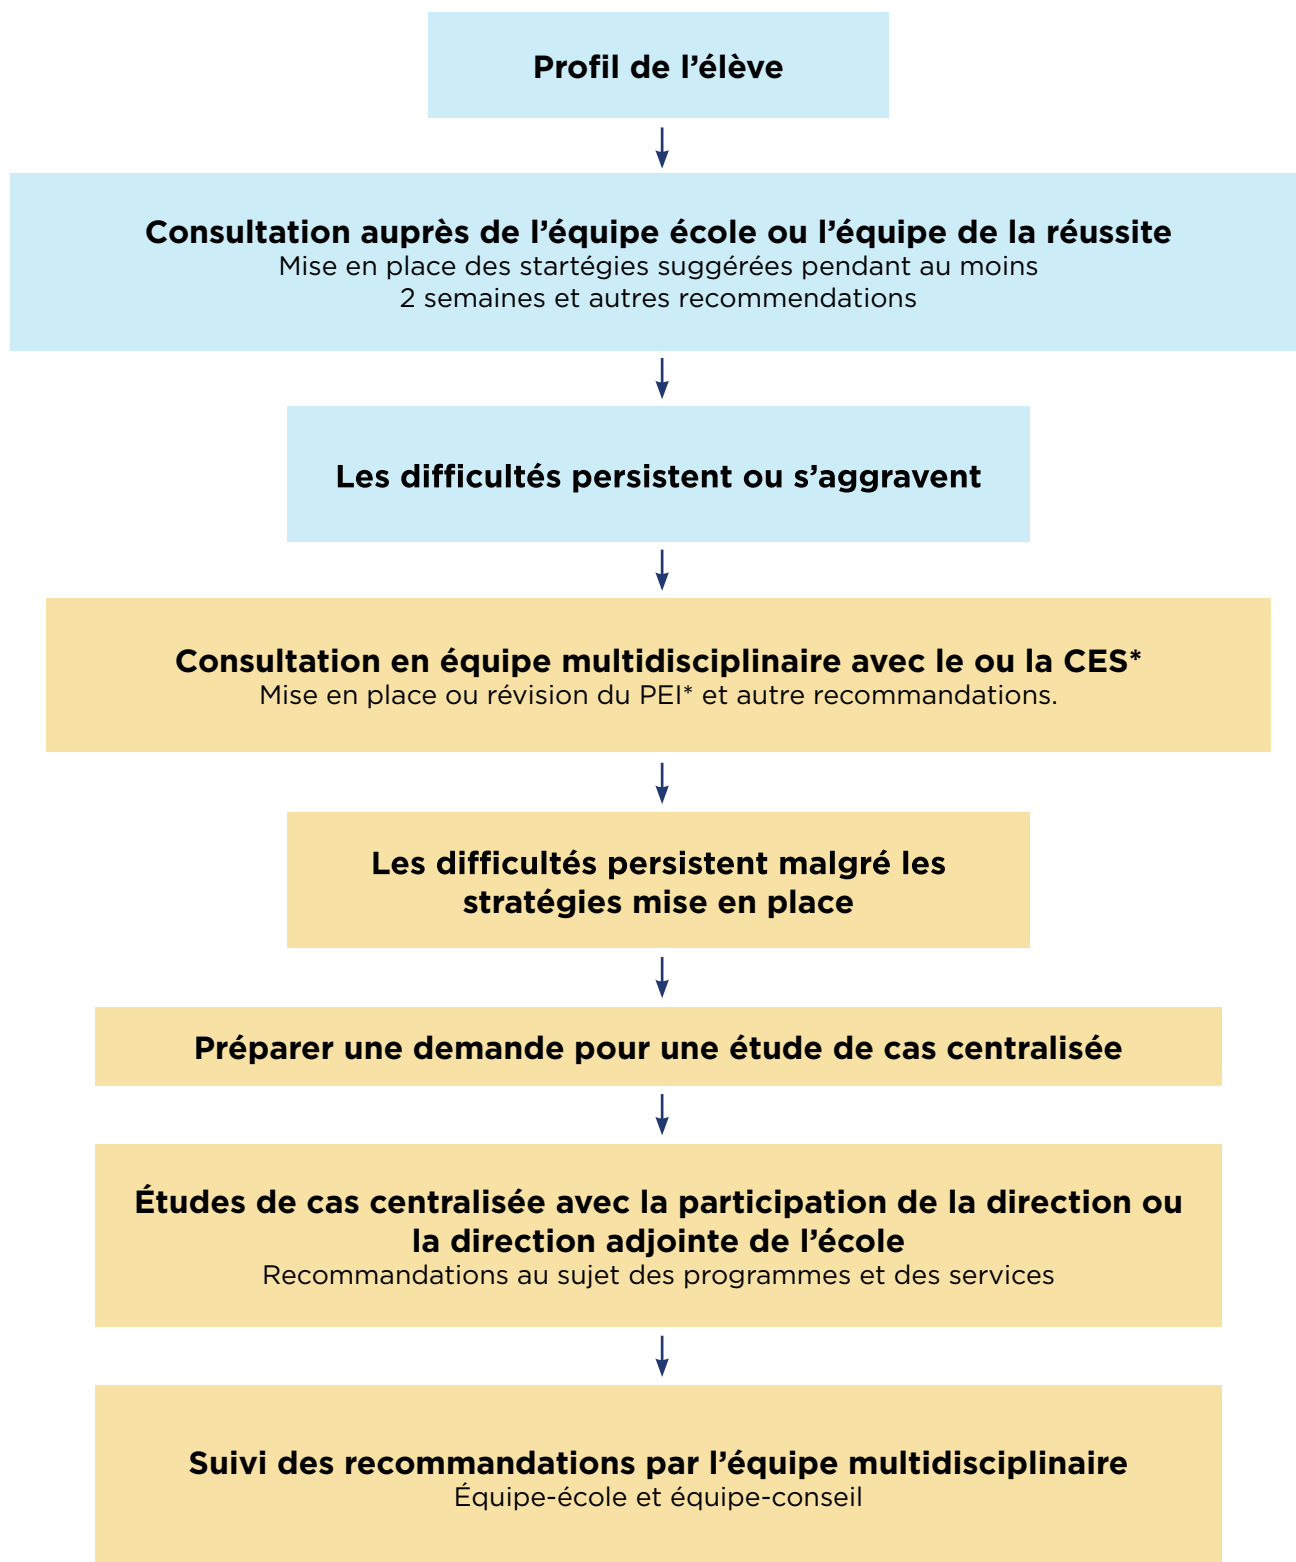 Profil de l’élève
Consultation auprès de l’équipe école ou l’équipe de la réussite
Mise en place des startégies suggérées pendant au moins
2 semaines et autres recommendations
Les difficultés persistent ou s’aggravent
Consultation en équipe multidisciplinaire avec le ou la CES*
Mise en place ou révision du PEI* et autre recommandations.
Les difficultés persistent malgré les
stratégies mise en place
Préparer une demande pour une étude de cas centralisée
Études de cas centralisée avec la participation de la direction ou
la direction adjointe de l’école
Recommandations au sujet des programmes et des services
Suivi des recommandations par l’équipe multidisciplinaire
Équipe-école et équipe-conseil